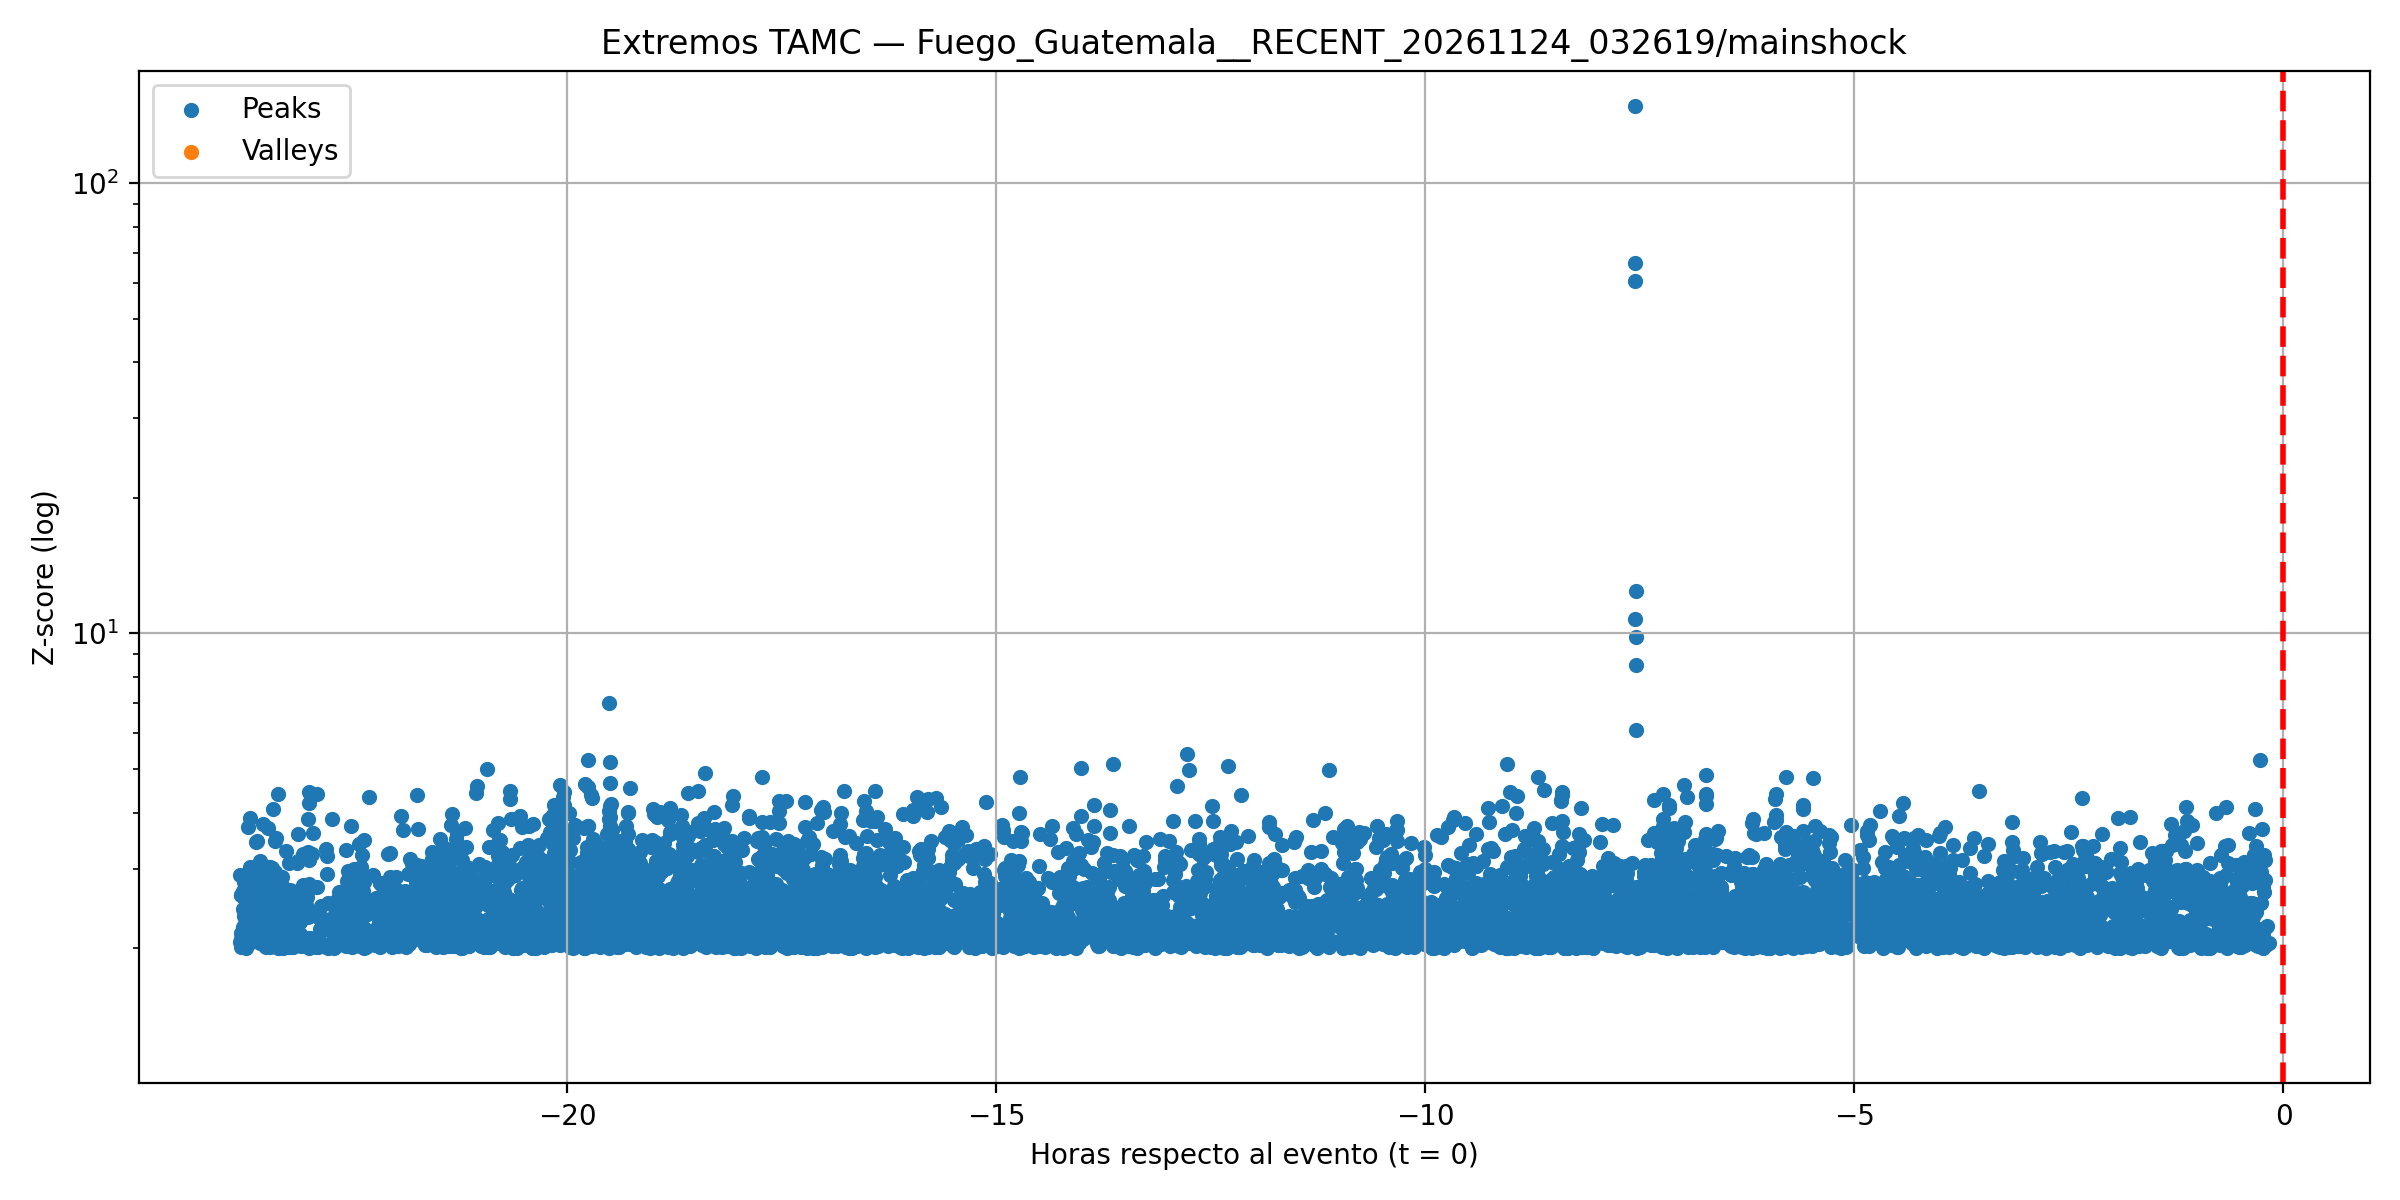 Extremos TAMC — Fuego_Guatemala__RECENT_20261124_032619/mainshock
Peaks
Valleys
10²
10¹
Z-score (log)
−20
−15
−10
−5
0
Horas respecto al evento (t = 0)